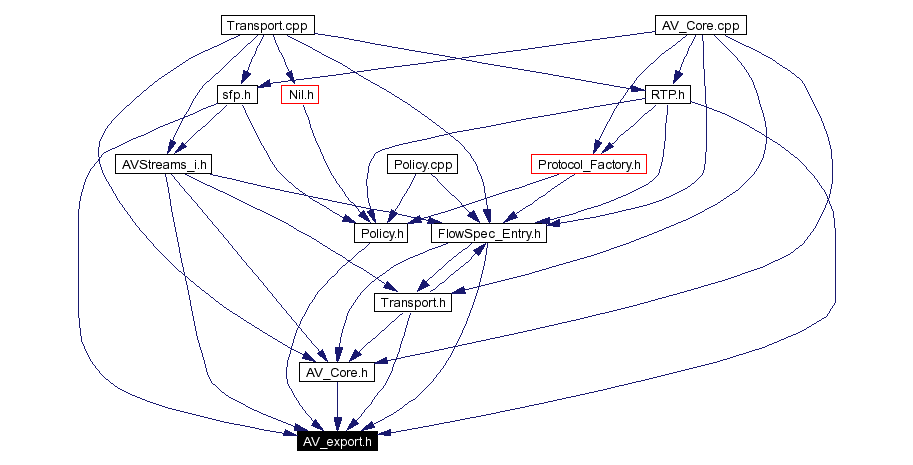 Transport.cpp
AV_Core.cpp
sfp.h
Nil.h
RTP.h
AVStreams_i.h
Policy.cpp
Protocol_Factory.h
Policy.h
FlowSpec_Entry.h
Transport.h
AV_Core.h
AV_export.h